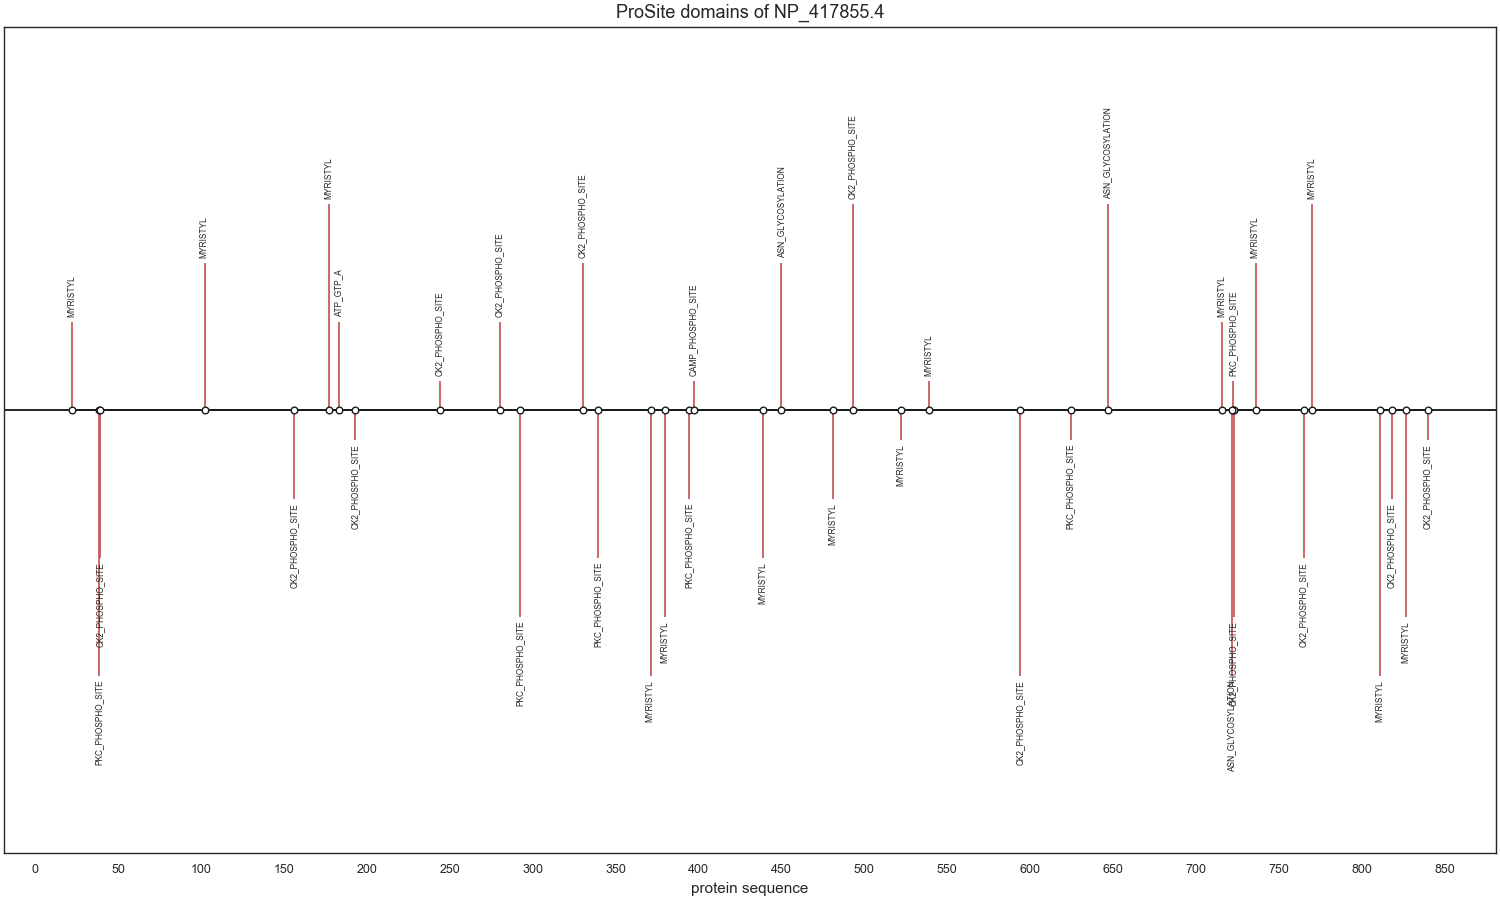 ProSite domains of NP_417855.4
MYRISTYL
PKC_PHOSPHO_SITE
CK2_PHOSPHO_SITE
MYRISTYL
CK2_PHOSPHO_SITE
MYRISTYL
ATP_GTP_A
CK2_PHOSPHO_SITE
CK2_PHOSPHO_SITE
CK2_PHOSPHO_SITE
PKC_PHOSPHO_SITE
CK2_PHOSPHO_SITE
PKC_PHOSPHO_SITE
MYRISTYL
MYRISTYL
PKC_PHOSPHO_SITE
CAMP_PHOSPHO_SITE
MYRISTYL
ASN_GLYCOSYLATION
MYRISTYL
CK2_PHOSPHO_SITE
MYRISTYL
MYRISTYL
CK2_PHOSPHO_SITE
PKC_PHOSPHO_SITE
ASN_GLYCOSYLATION
MYRISTYL
ASN_GLYCOSYLATION
PKC_PHOSPHO_SITE
CK2_PHOSPHO_SITE
MYRISTYL
CK2_PHOSPHO_SITE
MYRISTYL
MYRISTYL
CK2_PHOSPHO_SITE
MYRISTYL
CK2_PHOSPHO_SITE
0 50 100 150 200 250 300 350 400 450 500 550 600 650 700 750 800 850
protein sequence